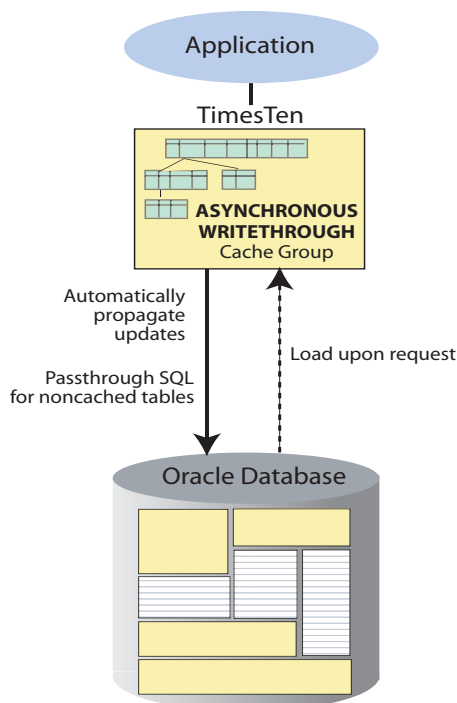 Application
TimesTen
ASYNCHRONOUS
WRITETHROUGH
Cache Group
Automatically
propagate
updates
Load upon request
Passthrough SQL
for noncached tables
Oracle Database